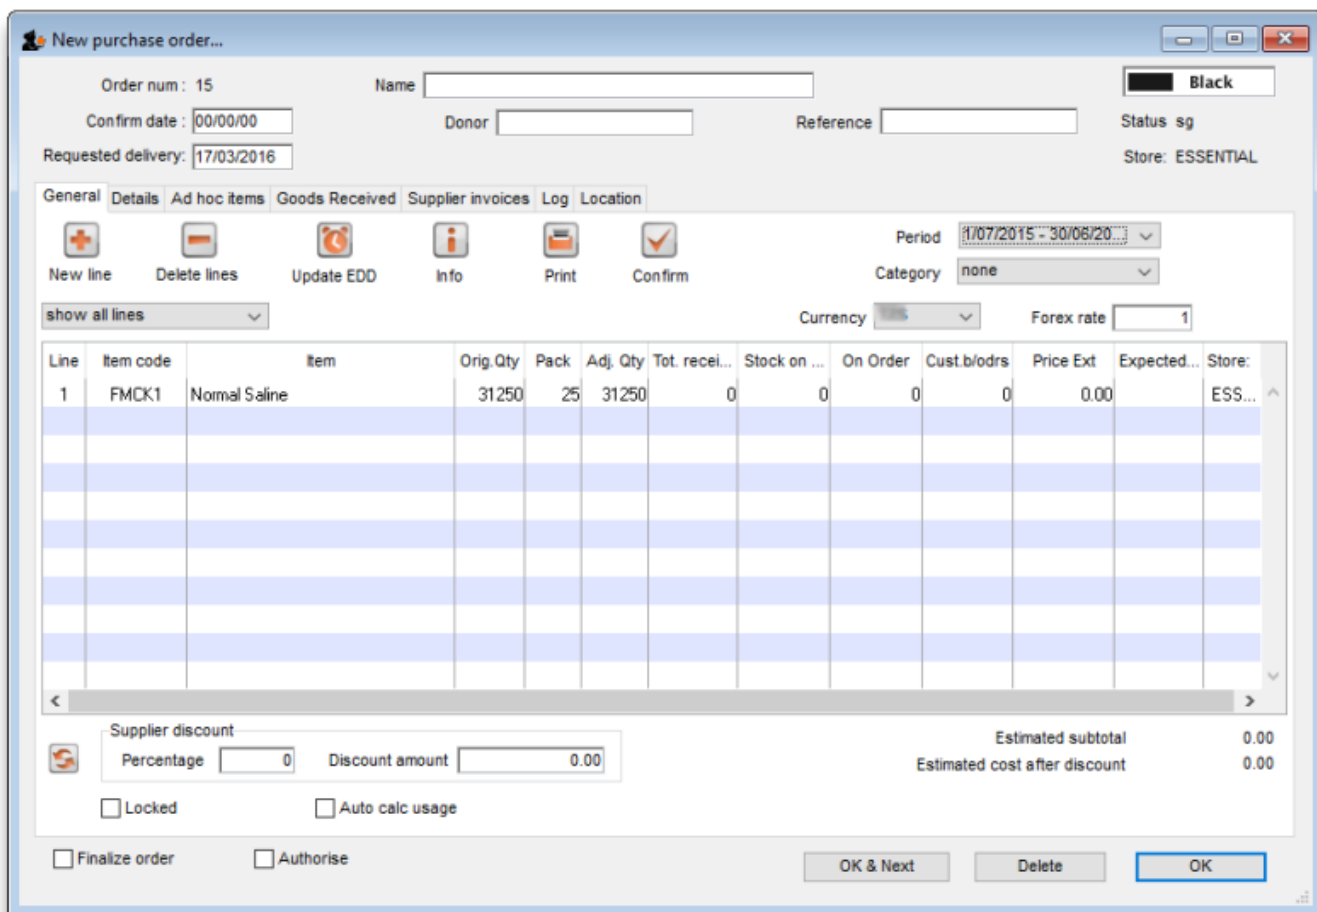 New purchase order...
Order num : 15
Name
Black
Confirm date : 00/00/00
Donor
Reference
Status sg
Requested delivery: 17/03/2016
Store: ESSENTIAL
General Details Ad hoc items Goods Received Supplier invoices Log Location
New line Delete lines Update EDD Info Print Confirm
Period 1/07/2015 - 30/06/20...
Category none
show all lines
Currency
Forex rate 1
Line Item code Item Orig.Qty Pack Adj. Qty Tot. recei... Stock on ... On Order Cust.b/odrs Price Ext Expected... Store:
1 FMCK1 Normal Saline 31250 25 31250 0 0 0 0 0.00 ESS...
Supplier discount
Percentage 0 Discount amount 0.00
Estimated subtotal 0.00
Estimated cost after discount 0.00
Locked Auto calc usage
Finalize order Authorise
OK & Next Delete OK